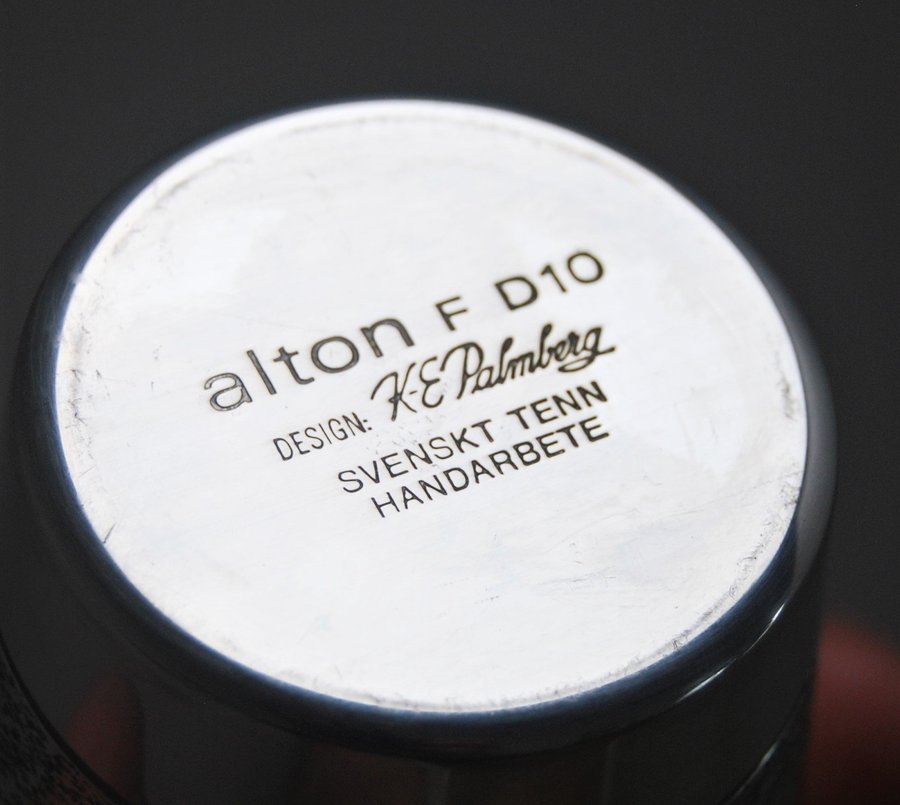 alton F D10
DESIGN: K-E Palmberg
SVENSKT TENN
HANDARBETE